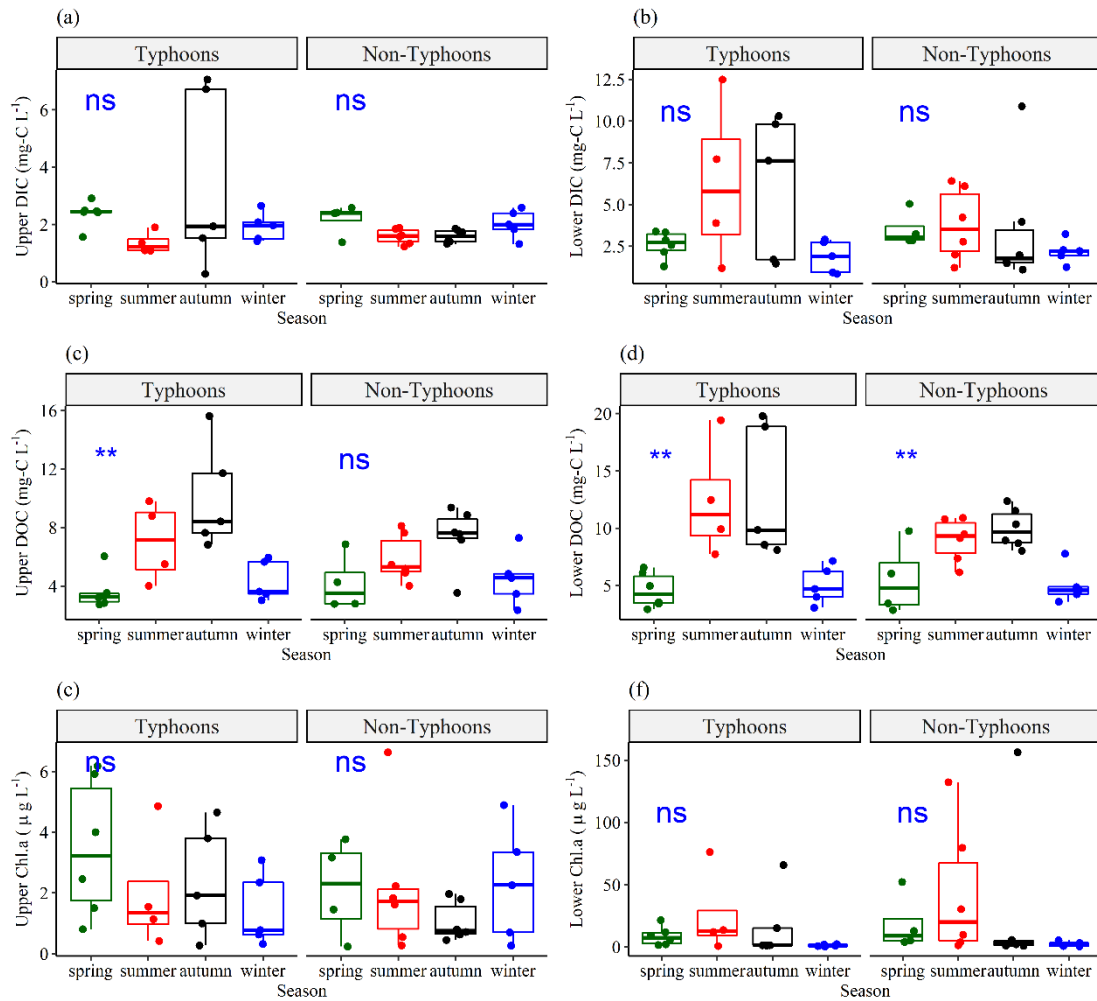 (a)
Typhoons Non-Typhoons
Upper DIC (mg-C L⁻¹)
6
4
2
0
ns ns
spring summer autumn winter spring summer autumn winter
Season
(b)
Typhoons Non-Typhoons
Lower DIC (mg-C L⁻¹)
12.5
10.0
7.5
5.0
2.5
ns ns
spring summer autumn winter spring summer autumn winter
Season
(c)
Typhoons Non-Typhoons
Upper DOC (mg-C L⁻¹)
16
12
8
4
** ns
spring summer autumn winter spring summer autumn winter
Season
(d)
Typhoons Non-Typhoons
Lower DOC (mg-C L⁻¹)
20
15
10
5
** **
spring summer autumn winter spring summer autumn winter
Season
(e)
Typhoons Non-Typhoons
Upper Chl.a ( μ g L⁻¹)
6
4
2
0
ns ns
spring summer autumn winter spring summer autumn winter
Season
(f)
Typhoons Non-Typhoons
Lower Chl.a ( μ g L⁻¹)
150
100
50
0
ns ns
spring summer autumn winter spring summer autumn winter
Season